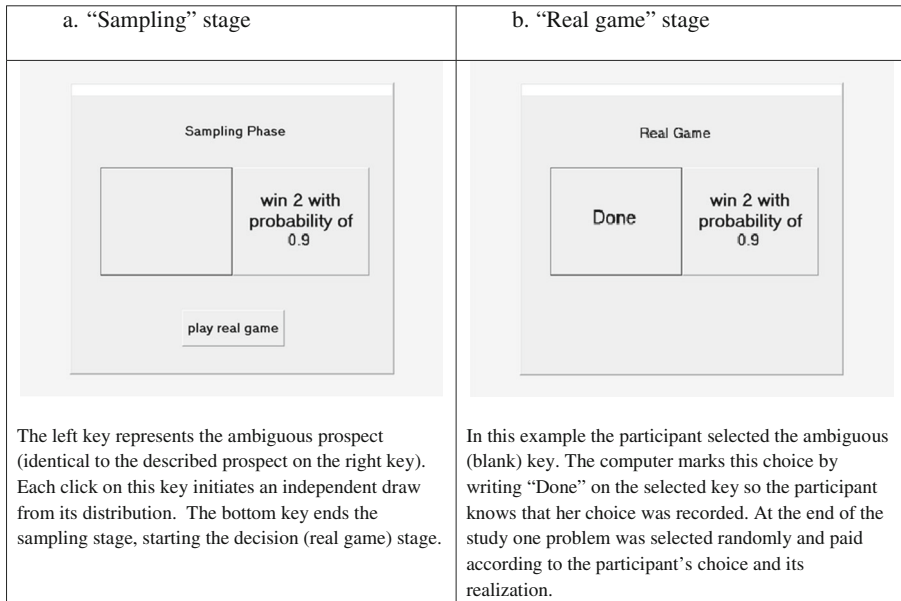 a. “Sampling” stage
b. “Real game” stage
Sampling Phase
win 2 with
probability of
0.9
play real game
Real Game
Done
win 2 with
probability of
0.9
The left key represents the ambiguous prospect
(identical to the described prospect on the right key).
Each click on this key initiates an independent draw
from its distribution.  The bottom key ends the
sampling stage, starting the decision (real game) stage.
In this example the participant selected the ambiguous
(blank) key. The computer marks this choice by
writing “Done” on the selected key so the participant
knows that her choice was recorded. At the end of the
study one problem was selected randomly and paid
according to the participant’s choice and its
realization.